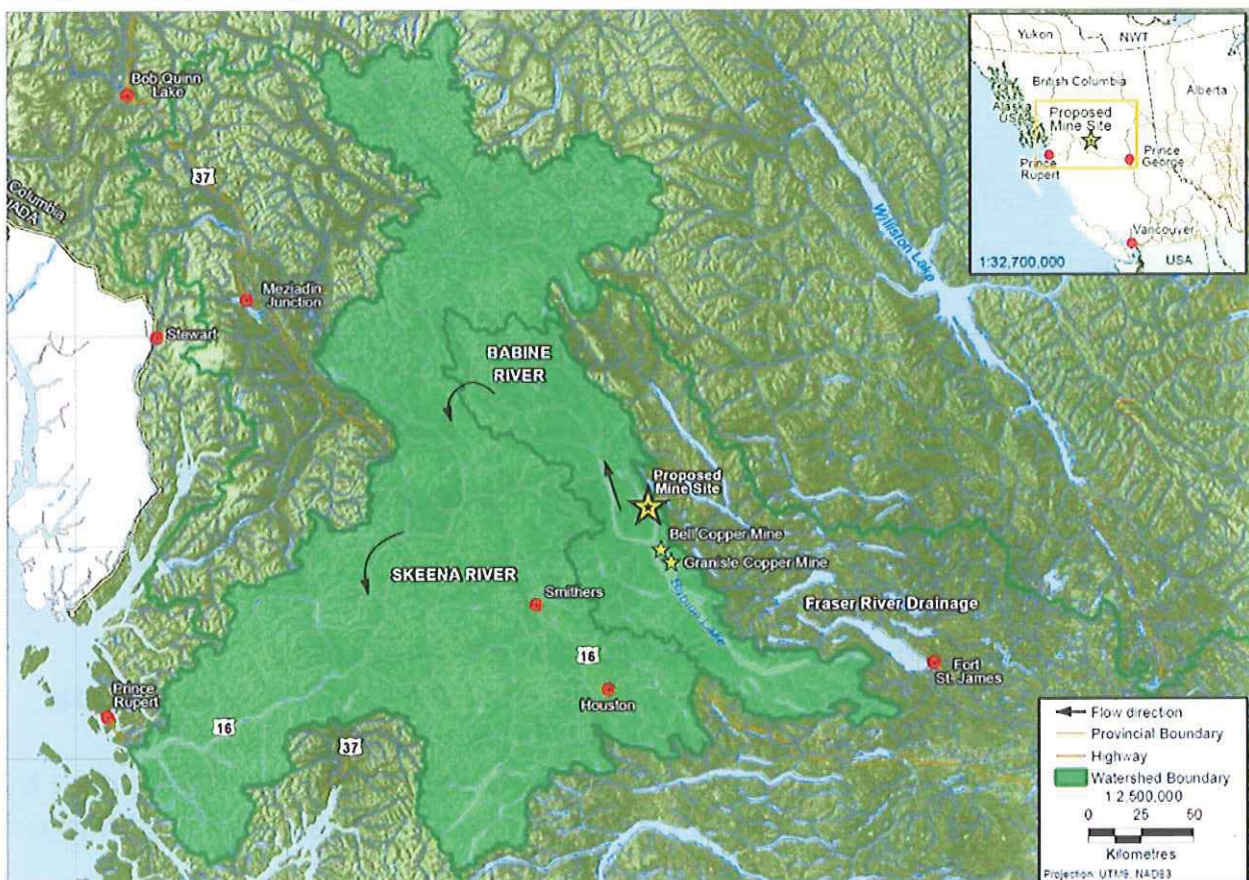 Bob Quinn
Lake
37
Columbia
Meziadin
Junction
Stewart
BABINE
RIVER
Williston Lake
Proposed
Mine Site
Bell Copper Mine
Granisle Copper Mine
SKEENA RIVER
Smithers
Babine Lake
Fraser River Drainage
16
Houston
Fort
St. James
Prince
Rupert
16
37
Yukon
NWT
British Columbia
Alberta
Alaska
USA
Proposed
Mine Site
Prince
Rupert
Prince
George
Vancouver
USA
1:32,700,000
Flow direction
Provincial Boundary
Highway
Watershed Boundary
1:2,500,000
0 12.5 25 50
Kilometres
Projection: UTM9, NAD83